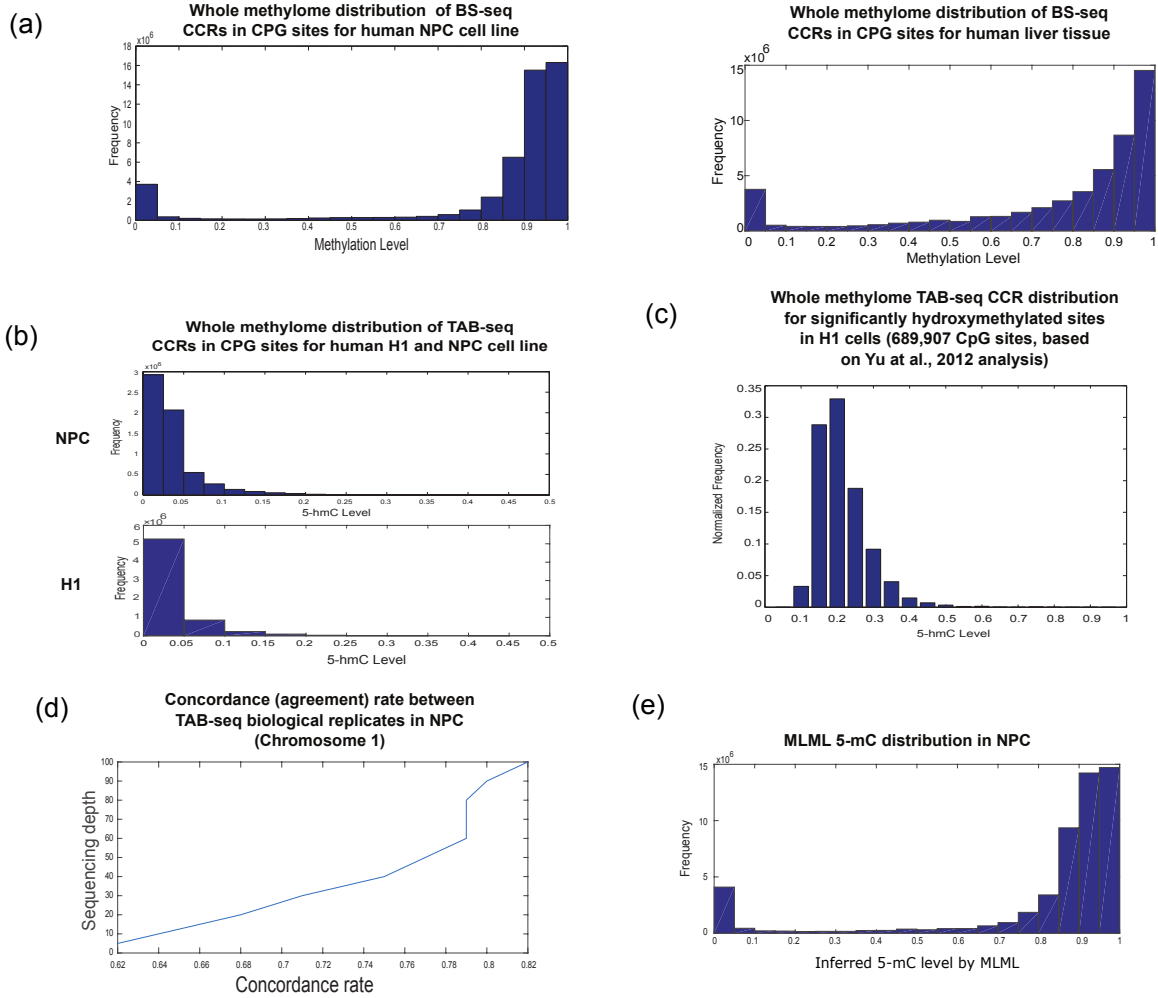 (a)
Whole methylome distribution of BS-seq
CCRs in CPG sites for human NPC cell line
×10⁶
18
16
14
12
10
8
6
4
2
0
Frequency
0 0.1 0.2 0.3 0.4 0.5 0.6 0.7 0.8 0.9 1
Methylation Level
Whole methylome distribution of BS-seq
CCRs in CPG sites for human liver tissue
×10⁶
15
10
5
0
Frequency
0.1 0.2 0.3 0.4 0.5 0.6 0.7 0.8 0.9 1
Methylation Level
(b)
Whole methylome distribution of TAB-seq
CCRs in CPG sites for human H1 and NPC cell line
NPC
3
2.5
2
1.5
1
0.5
0
Frequency
0 0.05 0.1 0.15 0.2 0.25 0.3 0.35 0.4 0.45 0.5
5-hmC Level
H1
×10⁶
6
5
4
3
2
1
0
Frequency
0 0.05 0.1 0.15 0.2 0.25 0.3 0.35 0.4 0.45 0.5
5-hmC Level
(c)
Whole methylome TAB-seq CCR distribution
for significantly hydroxymethylated sites
in H1 cells (689,907 CpG sites, based
on Yu at al., 2012 analysis)
0.35
0.3
0.25
0.2
0.15
0.1
0.05
0
Normalized Frequency
0 0.1 0.2 0.3 0.4 0.5 0.6 0.7 0.8 0.9 1
5-hmC Level
(d)
Concordance (agreement) rate between
TAB-seq biological replicates in NPC
(Chromosome 1)
100
90
80
70
60
50
40
30
20
10
0
Sequencing depth
0.62 0.64 0.66 0.68 0.7 0.72 0.74 0.76 0.78 0.8 0.82
Concordance rate
(e)
MLML 5-mC distribution in NPC
×10⁶
15
10
5
0
Frequency
0 0.1 0.2 0.3 0.4 0.5 0.6 0.7 0.8 0.9 1
Inferred 5-mC level by MLML